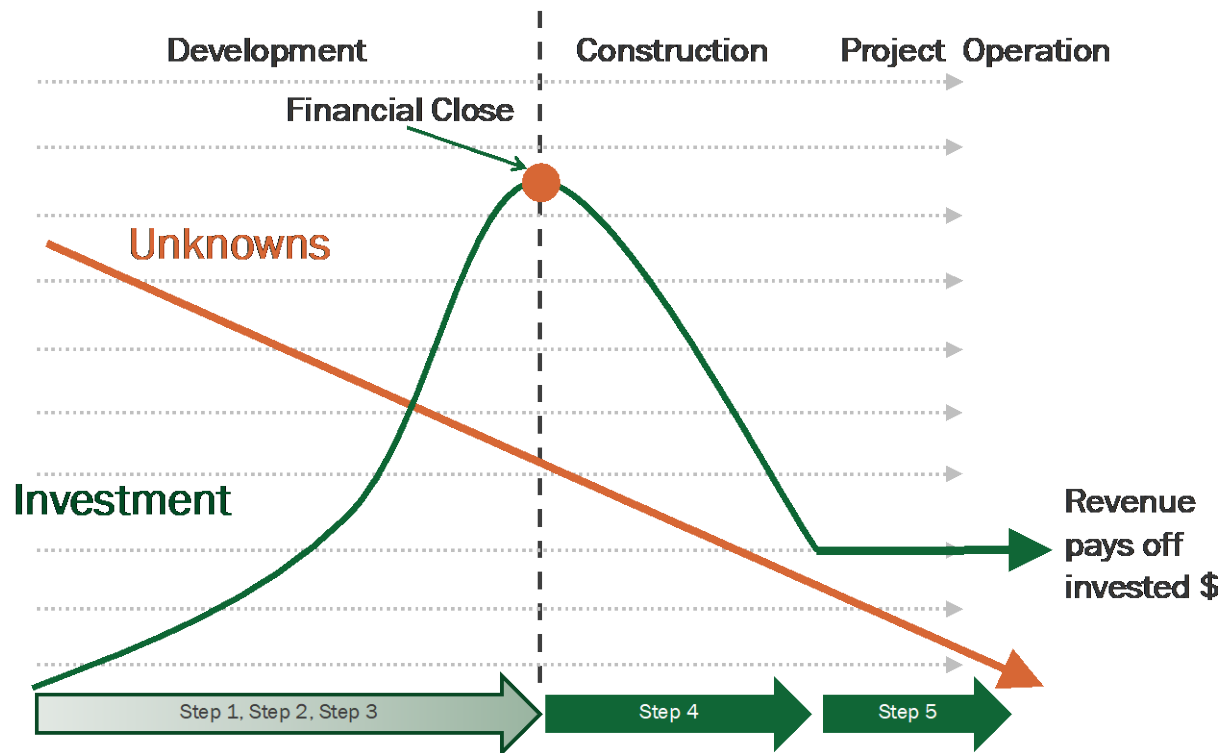 Development
Construction
Project Operation
Financial Close
Unknowns
Investment
Revenue
pays off
invested $
Step 1, Step 2, Step 3
Step 4
Step 5